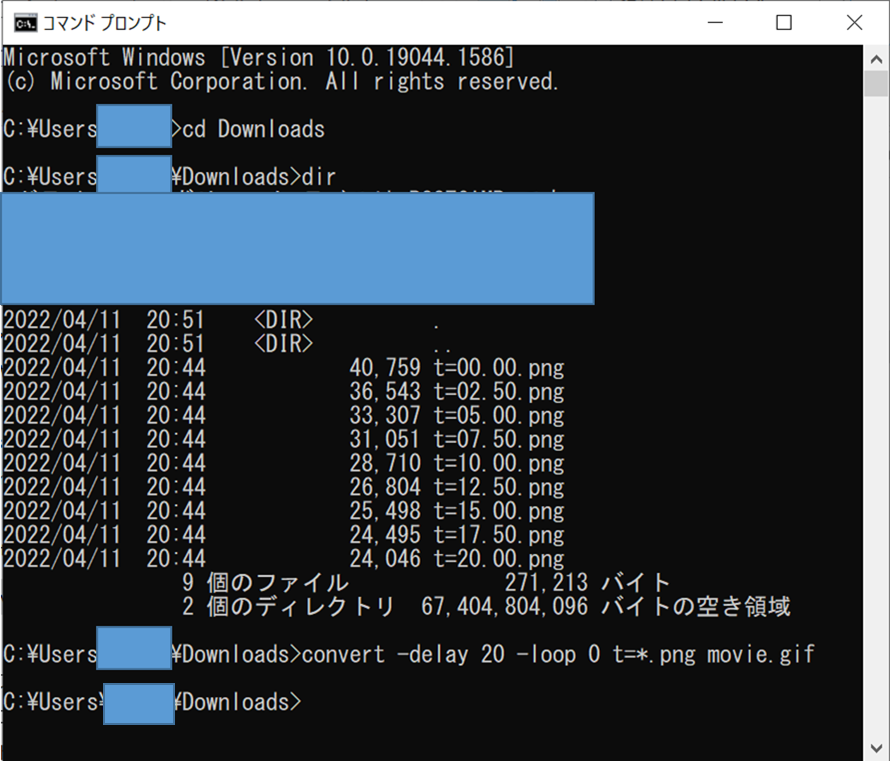 コマンド プロンプト
Microsoft Windows [Version 10.0.19044.1586]
(c) Microsoft Corporation. All rights reserved.
C:¥Users >cd Downloads
C:¥Users ¥Downloads>dir
2022/04/11 20:51 <DIR> .
2022/04/11 20:51 <DIR> ..
2022/04/11 20:44 40,759 t=00.00.png
2022/04/11 20:44 36,543 t=02.50.png
2022/04/11 20:44 33,307 t=05.00.png
2022/04/11 20:44 31,051 t=07.50.png
2022/04/11 20:44 28,710 t=10.00.png
2022/04/11 20:44 26,804 t=12.50.png
2022/04/11 20:44 25,498 t=15.00.png
2022/04/11 20:44 24,495 t=17.50.png
2022/04/11 20:44 24,046 t=20.00.png
9 個のファイル 271,213 バイト
2 個のディレクトリ 67,404,804,096 バイトの空き領域
C:¥Users ¥Downloads>convert -delay 20 -loop 0 t=*.png movie.gif
C:¥Users¥ ¥Downloads>